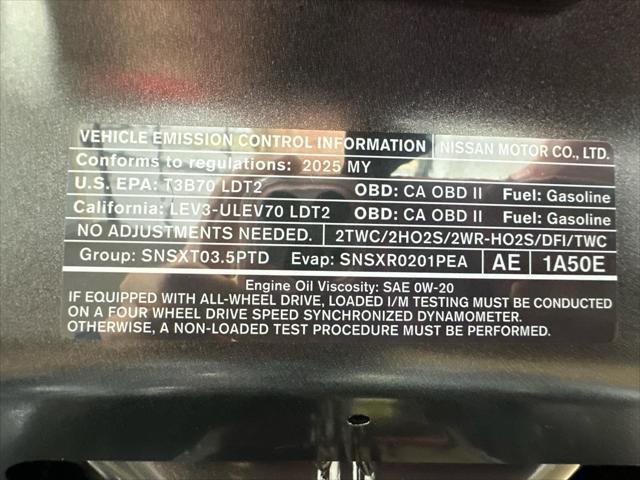 VEHICLE EMISSION CONTROL INFORMATION NISSAN MOTOR CO., LTD.
Conforms to regulations: 2025 MY
U.S. EPA: T3B70 LDT2 OBD: CA OBD II Fuel: Gasoline
California: LEV3-ULEV70 LDT2 OBD: CA OBD II Fuel: Gasoline
NO ADJUSTMENTS NEEDED. 2TWC/2HO2S/2WR-HO2S/DFI/TWC
Group: SNSXT03.5PTD Evap: SNSXR0201PEA AE 1A50E
Engine Oil Viscosity: SAE 0W-20
IF EQUIPPED WITH ALL-WHEEL DRIVE, LOADED I/M TESTING MUST BE CONDUCTED
ON A FOUR WHEEL DRIVE SPEED SYNCHRONIZED DYNAMOMETER.
OTHERWISE, A NON-LOADED TEST PROCEDURE MUST BE PERFORMED.